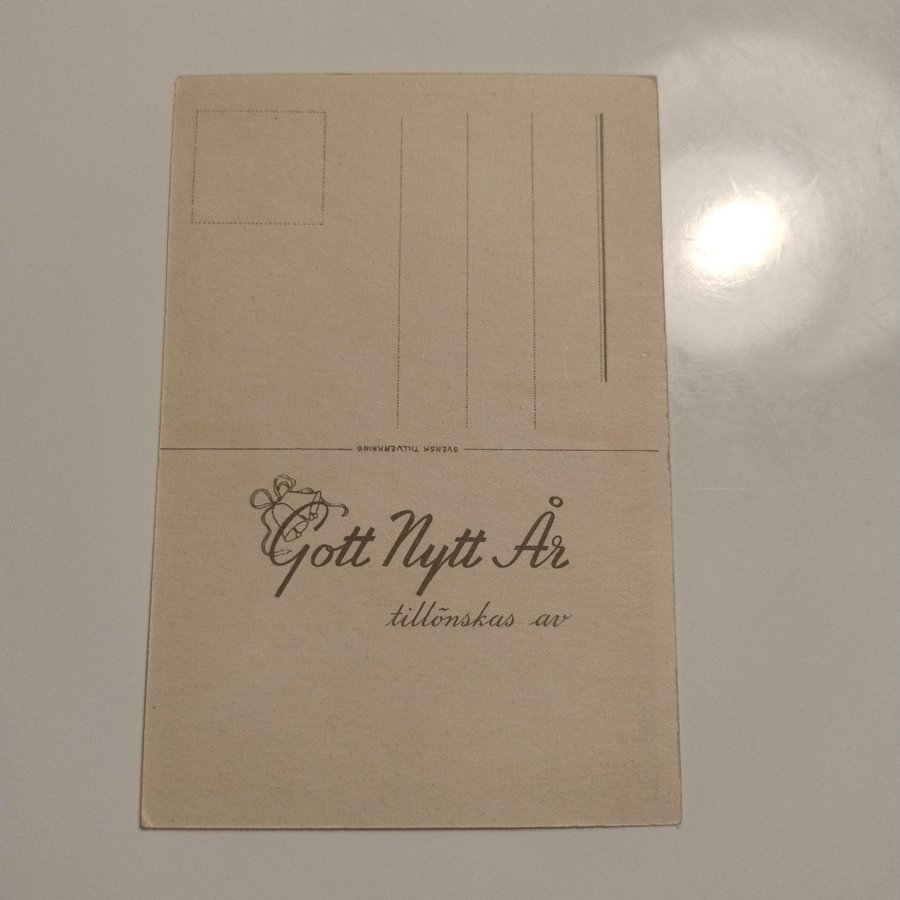 SVENSK TILLVERKNING
Gott Nytt År
tillönskas av